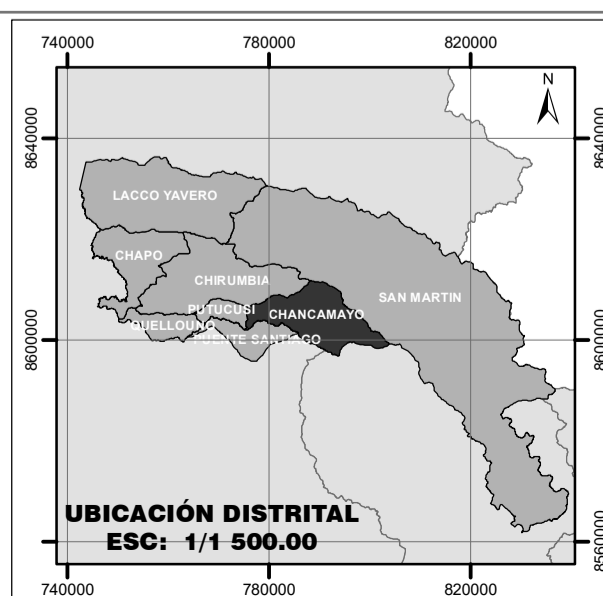 740000 780000 820000
N
8640000 8640000
LACCO YAVERO
CHAPO
CHIRUMBIA
SAN MARTIN
PUTUCUSI
CHANCAMAYO
QUELLOUNO
PUENTE SANTIAGO
8600000 8600000
UBICACIÓN DISTRITAL
ESC: 1/1 500.00
8560000
740000 780000 820000